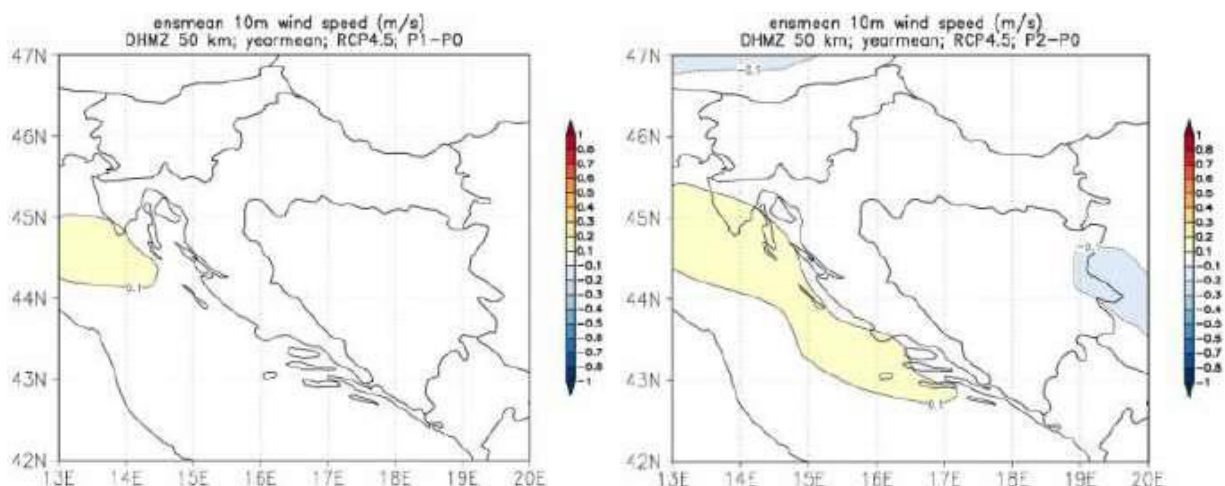 ensmean 10m wind speed (m/s)
DHMZ 50 km; yearmean; RCP4.5; P1-P0
47N
46N
45N
44N
43N
42N
13E 14E 15E 16E 17E 18E 19E 20E
0.1
1
0.8
0.7
0.6
0.5
0.4
0.3
0.2
0.1
-0.1
-0.2
-0.3
-0.4
-0.5
-0.6
-0.7
-0.8
-1
ensmean 10m wind speed (m/s)
DHMZ 50 km; yearmean; RCP4.5; P2-P0
47N
46N
45N
44N
43N
42N
13E 14E 15E 16E 17E 18E 19E 20E
-0.1
0.1
1
0.8
0.7
0.6
0.5
0.4
0.3
0.2
0.1
-0.1
-0.2
-0.3
-0.4
-0.5
-0.6
-0.7
-0.8
-1